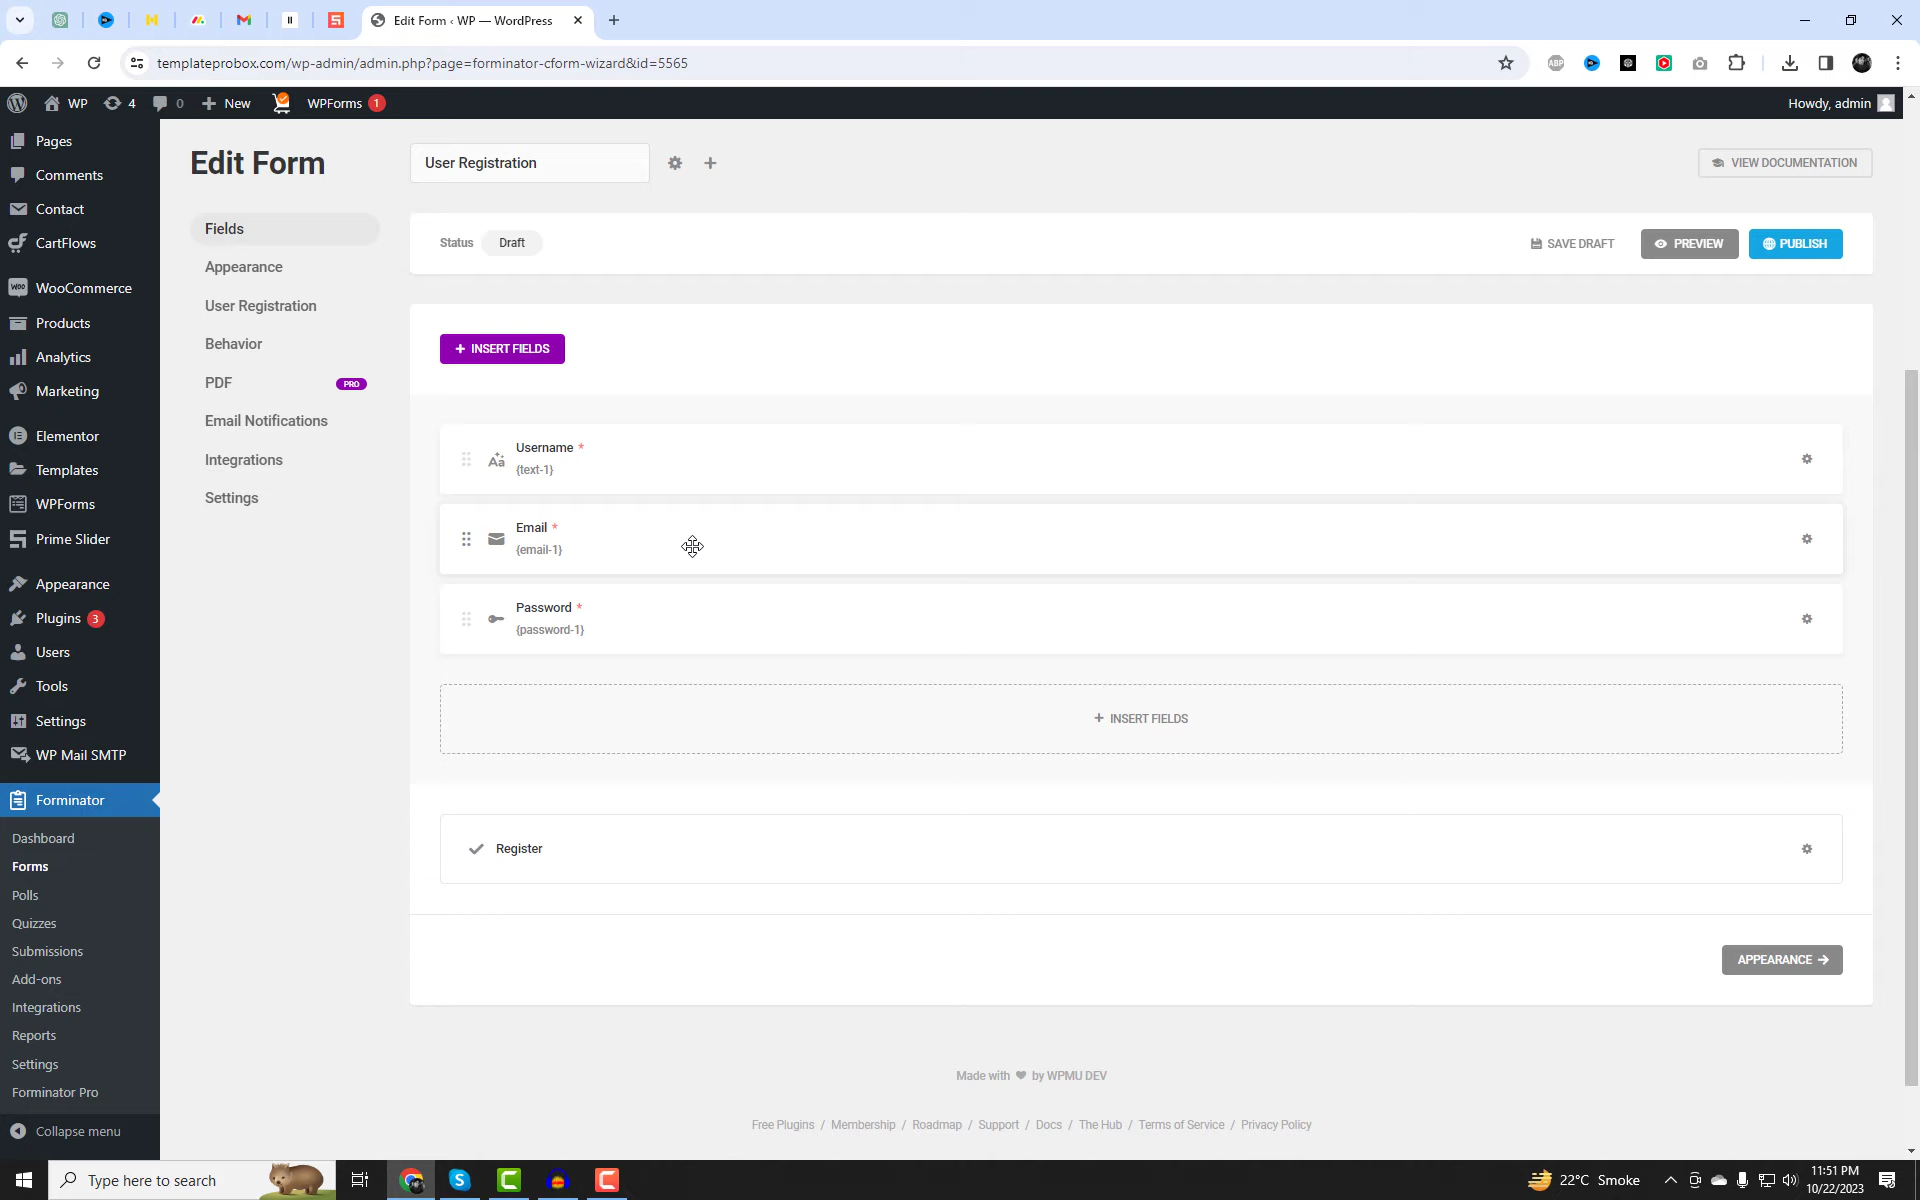 Edit Form ‹ WP — WordPress
templateprobox.com/wp-admin/admin.php?page=forminator-cform-wizard&id=5565
ABP
WP
4
0
New
WPForms 1
Howdy, admin
Pages
Comments
Contact
CartFlows
WooCommerce
Products
Analytics
Marketing
Elementor
Templates
WPForms
Prime Slider
Appearance
Plugins 3
Users
Tools
Settings
WP Mail SMTP
Forminator
Dashboard
Forms
Polls
Quizzes
Submissions
Add-ons
Integrations
Reports
Settings
Forminator Pro
Collapse menu
Edit Form
User Registration
VIEW DOCUMENTATION
Fields
Appearance
User Registration
Behavior
PDF PRO
Email Notifications
Integrations
Settings
Status Draft
SAVE DRAFT
PREVIEW
PUBLISH
+ INSERT FIELDS
Username *
{text-1}
Email *
{email-1}
Password *
{password-1}
+ INSERT FIELDS
Register
APPEARANCE →
Made with ♥ by WPMU DEV
Free Plugins / Membership / Roadmap / Support / Docs / The Hub / Terms of Service / Privacy Policy
Type here to search
22°C Smoke
11:51 PM
10/22/2023